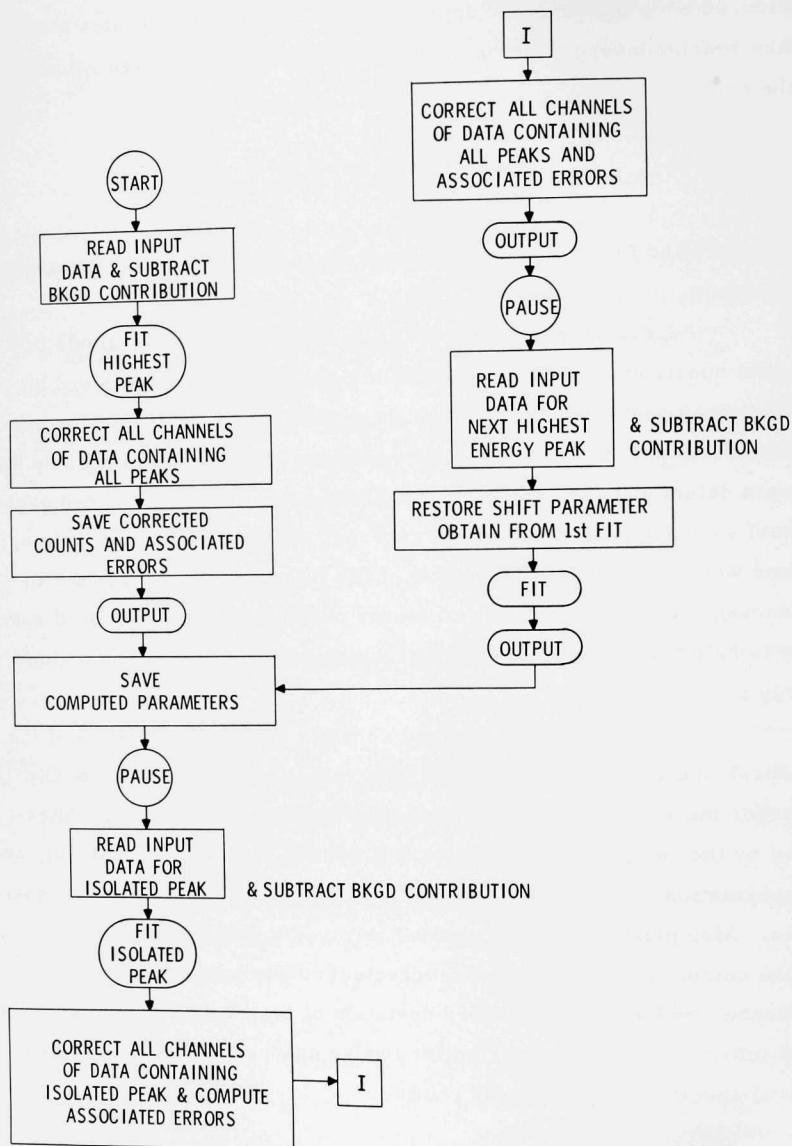 START
READ INPUT
DATA & SUBTRACT
BKGD CONTRIBUTION
FIT
HIGHEST
PEAK
CORRECT ALL CHANNELS
OF DATA CONTAINING
ALL PEAKS
SAVE CORRECTED
COUNTS AND ASSOCIATED
ERRORS
OUTPUT
SAVE
COMPUTED PARAMETERS
PAUSE
READ INPUT
DATA FOR
ISOLATED PEAK
& SUBTRACT BKGD CONTRIBUTION
FIT
ISOLATED
PEAK
CORRECT ALL CHANNELS
OF DATA CONTAINING
ISOLATED PEAK & COMPUTE
ASSOCIATED ERRORS
I
I
CORRECT ALL CHANNELS
OF DATA CONTAINING
ALL PEAKS AND
ASSOCIATED ERRORS
OUTPUT
PAUSE
READ INPUT
DATA FOR
NEXT HIGHEST
ENERGY PEAK
& SUBTRACT BKGD
CONTRIBUTION
RESTORE SHIFT PARAMETER
OBTAIN FROM 1st FIT
FIT
OUTPUT